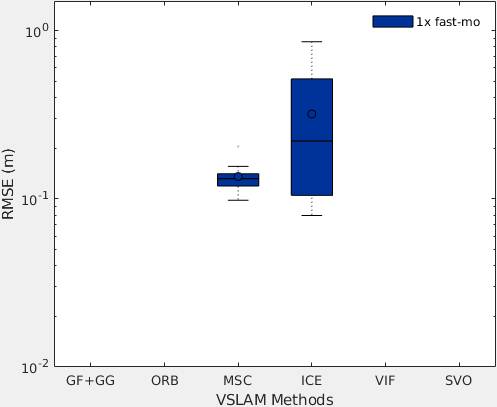 10^0
1x fast-mo
RMSE (m)
10^-1
10^-2
GF+GG ORB MSC ICE VIF SVO
VSLAM Methods